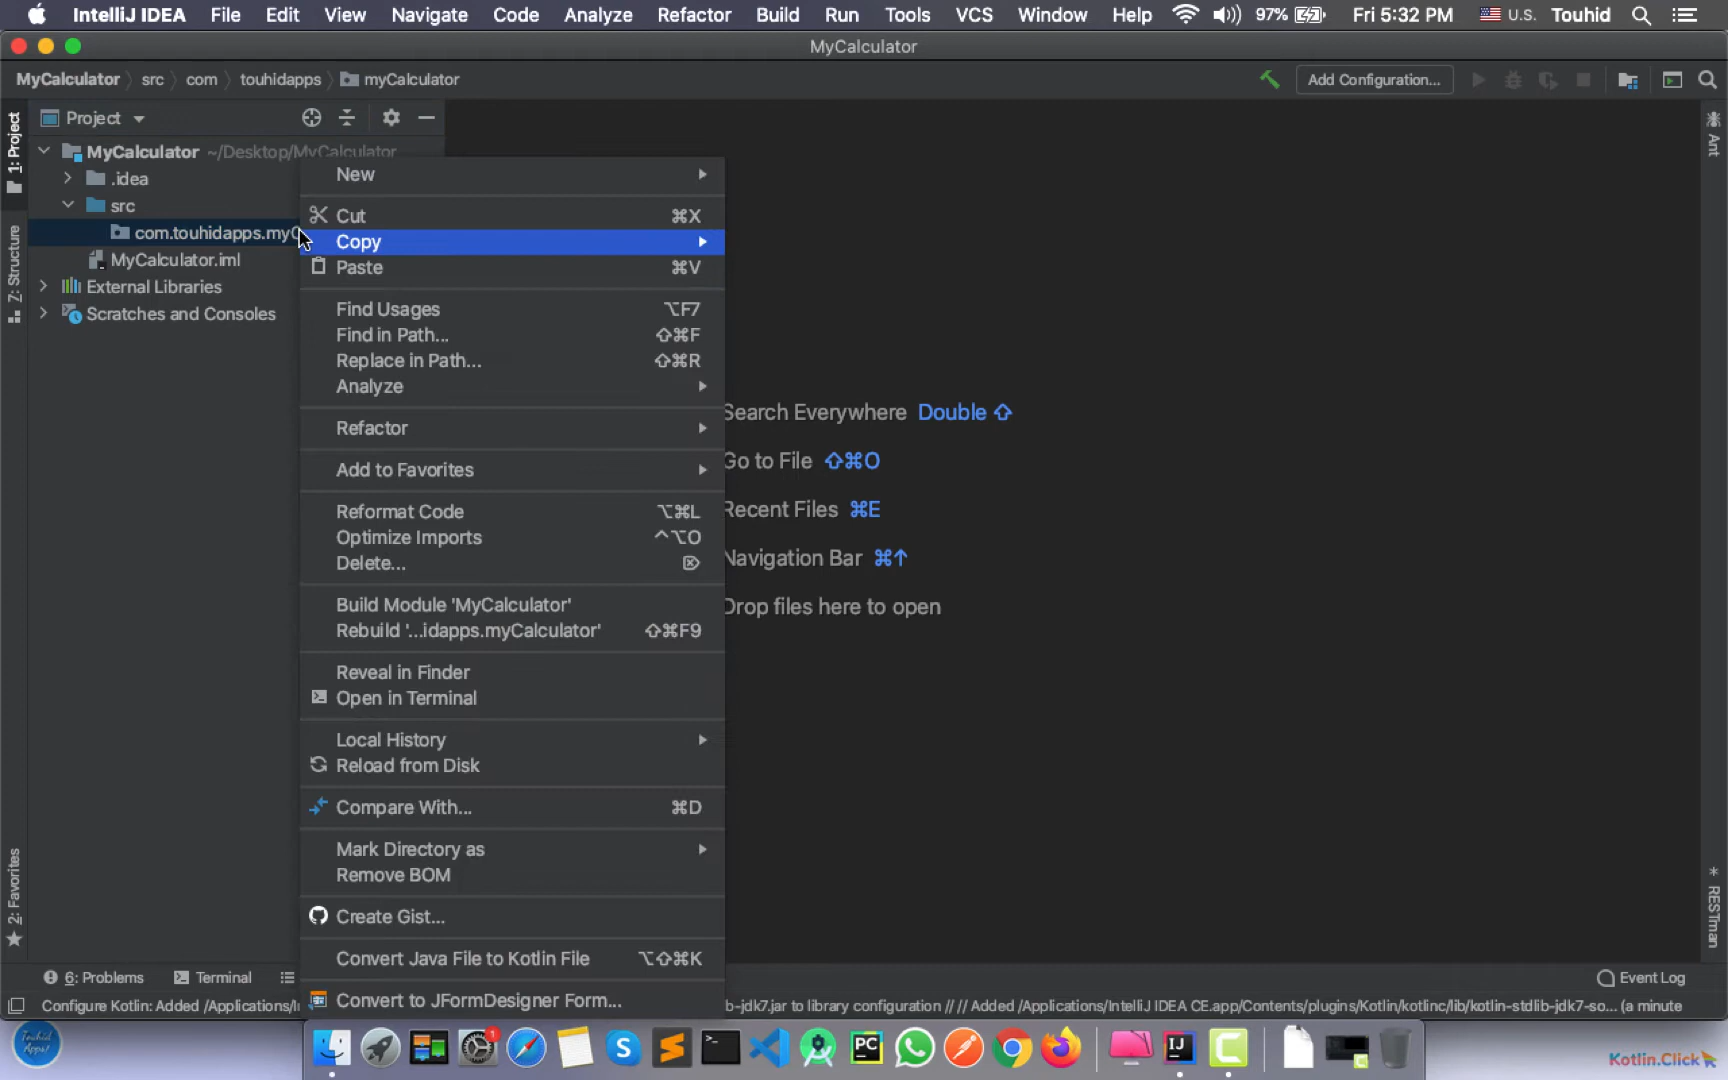 IntelliJ IDEA File Edit View Navigate Code Analyze Refactor Build Run Tools VCS Window Help 97% Fri 5:32 PM U.S. Touhid
MyCalculator
MyCalculator src com touhidapps myCalculator Add Configuration...
1: Project
Project
MyCalculator ~/Desktop/MyCalculator
.idea
src
com.touhidapps.myC
MyCalculator.iml
External Libraries
Scratches and Consoles
7: Structure
2: Favorites
New
Cut ⌘X
Copy
Paste ⌘V
Find Usages ⌥F7
Find in Path... ⇧⌘F
Replace in Path... ⇧⌘R
Analyze
Refactor
Add to Favorites
Reformat Code ⌥⌘L
Optimize Imports ^⌥O
Delete... ⌦
Build Module 'MyCalculator'
Rebuild '...idapps.myCalculator' ⇧⌘F9
Reveal in Finder
Open in Terminal
Local History
Reload from Disk
Compare With... ⌘D
Mark Directory as
Remove BOM
Create Gist...
Convert Java File to Kotlin File ⌥⇧⌘K
Convert to JFormDesigner Form...
Search Everywhere Double ⇧
Go to File ⇧⌘O
Recent Files ⌘E
Navigation Bar ⌘↑
Drop files here to open
Ant
RESTman
6: Problems Terminal Event Log
Configure Kotlin: Added /Applications/I b-jdk7.jar to library configuration // // Added /Applications/IntelliJ IDEA CE.app/Contents/plugins/Kotlin/kotlinc/lib/kotlin-stdlib-jdk7-so... (a minute
Touhid
Apps!
1
S
>_
PC
IJ
C
Kotlin.Click